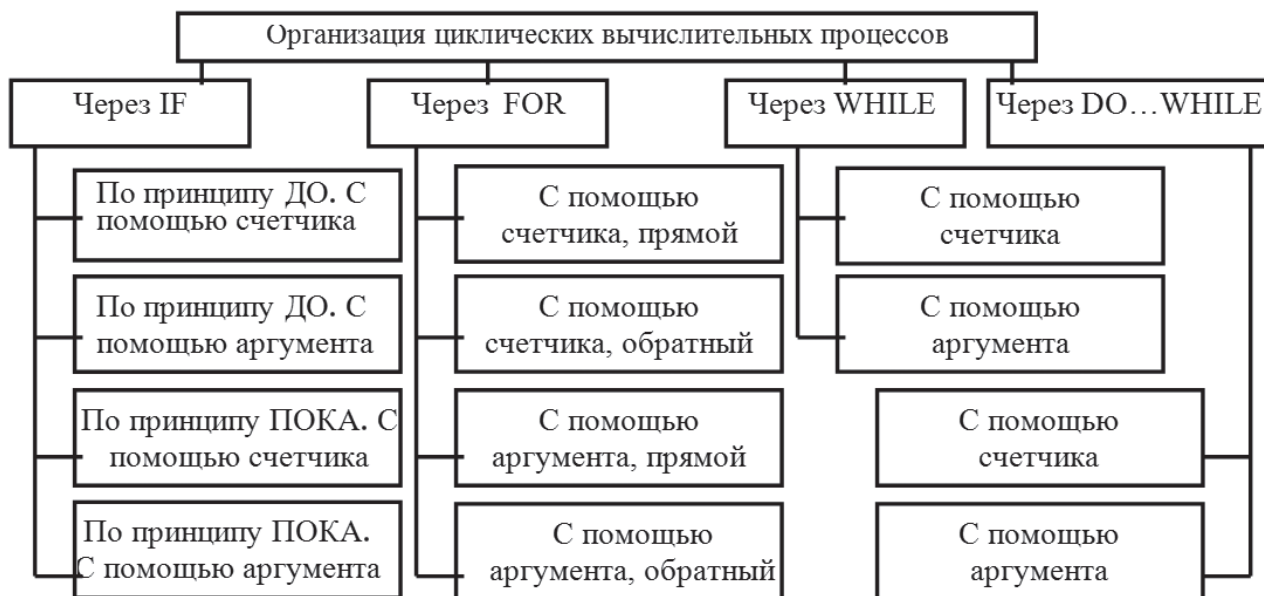 Организация циклических вычислительных процессов
Через IF
Через FOR
Через WHILE
Через DO…WHILE
По принципу ДО. С
помощью счетчика
По принципу ДО. С
помощью аргумента
По принципу ПОКА. С
помощью счетчика
По принципу ПОКА.
С помощью аргумента
С помощью
счетчика, прямой
С помощью
счетчика, обратный
С помощью
аргумента, прямой
С помощью
аргумента, обратный
С помощью
счетчика
С помощью
аргумента
С помощью
счетчика
С помощью
аргумента